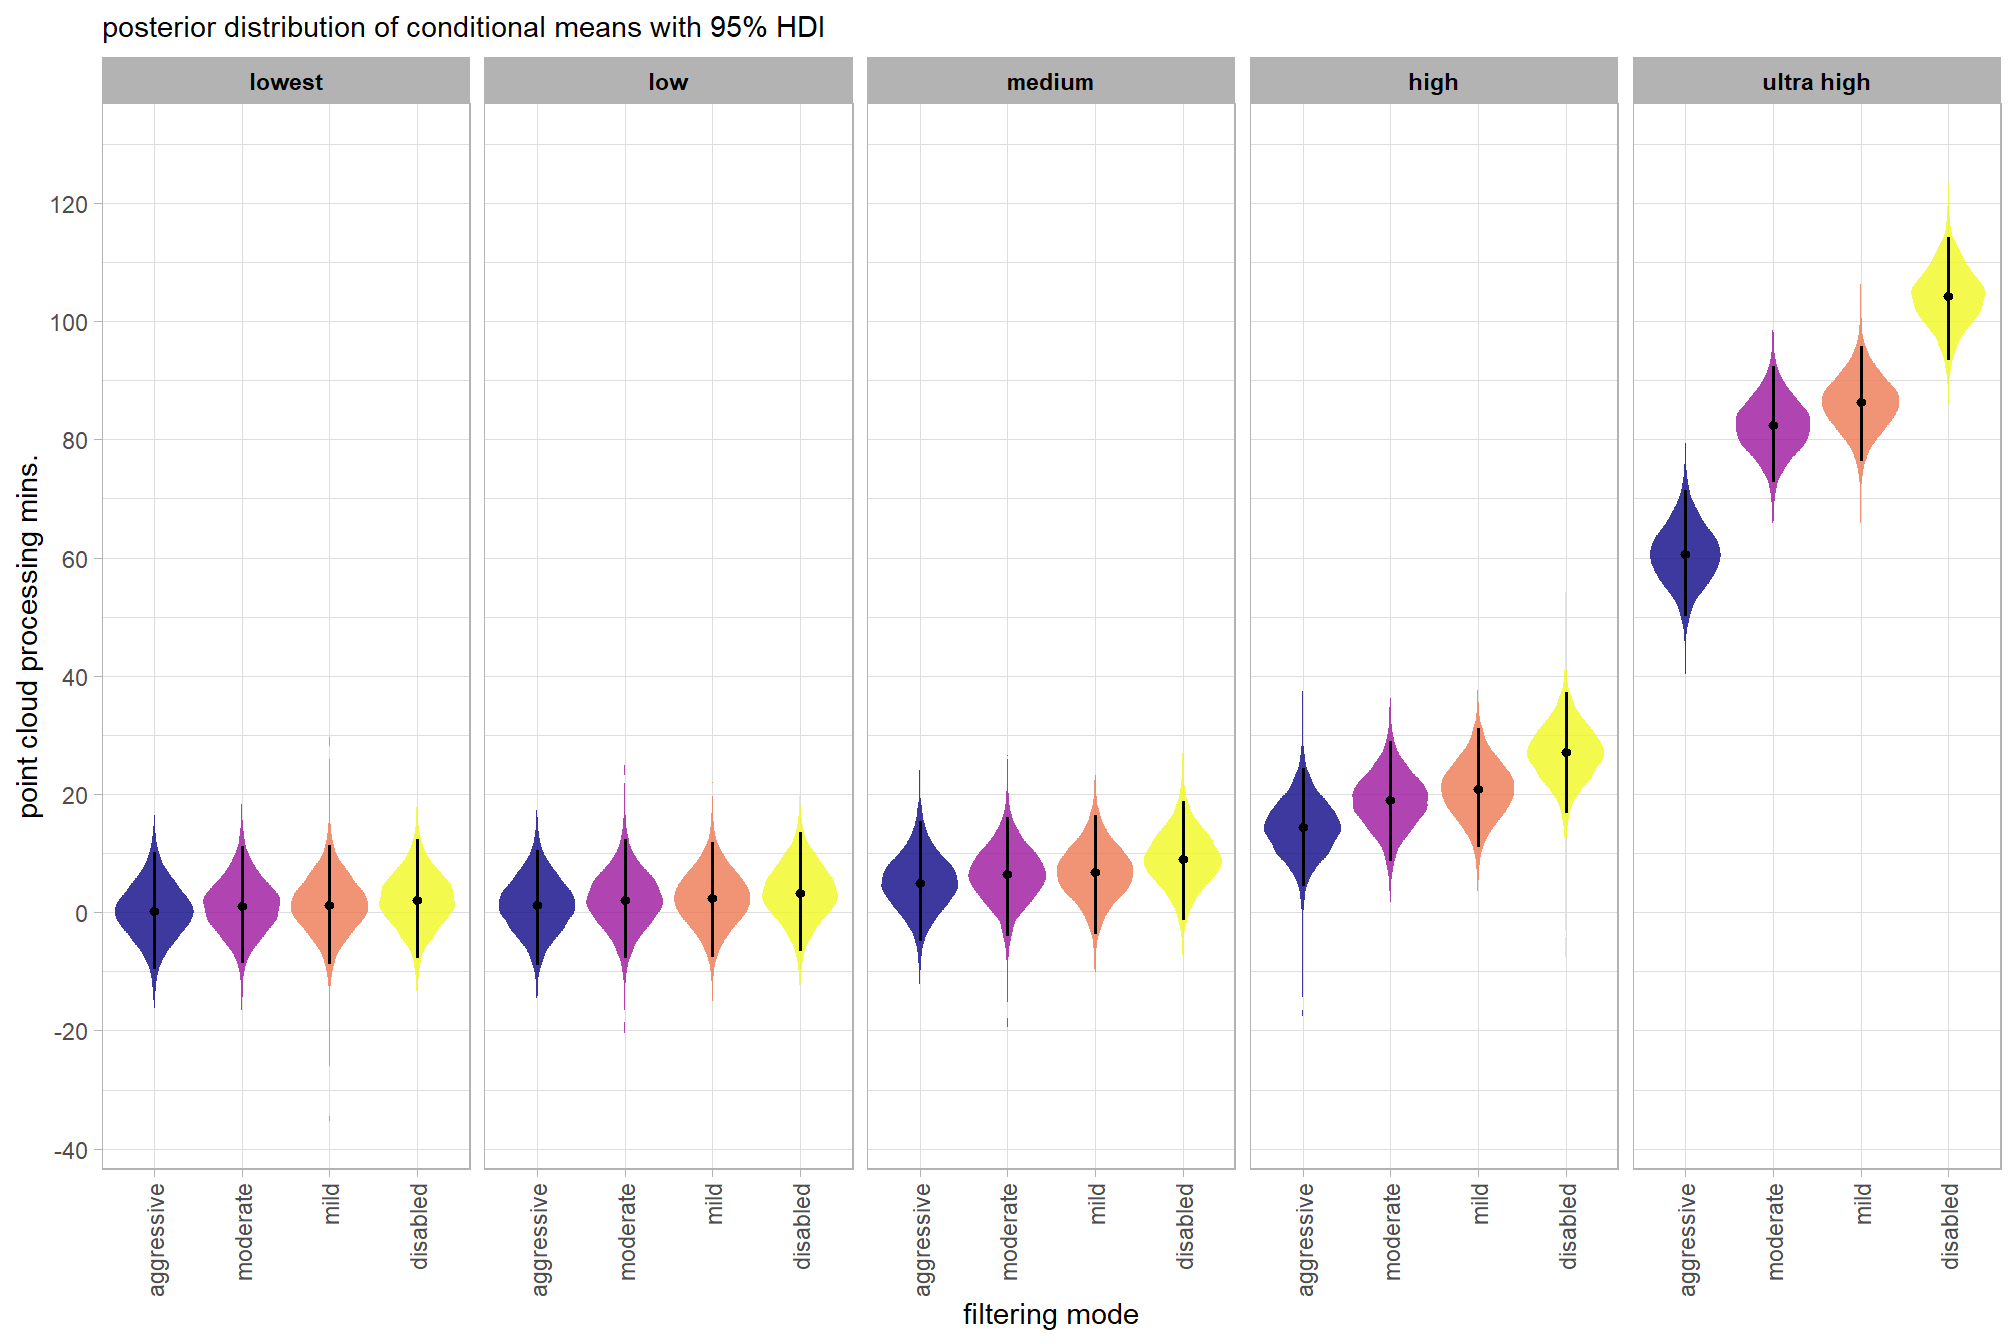 posterior distribution of conditional means with 95% HDI
lowest low medium high ultra high
point cloud processing mins.
120
100
80
60
40
20
0
-20
-40
aggressive moderate mild disabled aggressive moderate mild disabled aggressive moderate mild disabled aggressive moderate mild disabled aggressive moderate mild disabled
filtering mode